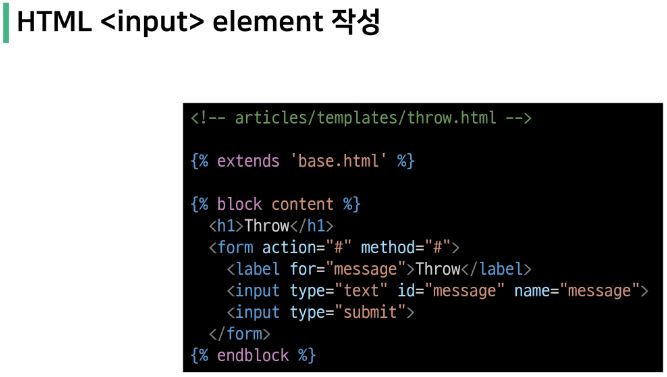 HTML <input> element 작성
<!-- articles/templates/throw.html -->
{% extends 'base.html' %}
{% block content %}
<h1>Throw</h1>
<form action="#" method="#">
<label for="message">Throw</label>
<input type="text" id="message" name="message">
<input type="submit">
</form>
{% endblock %}